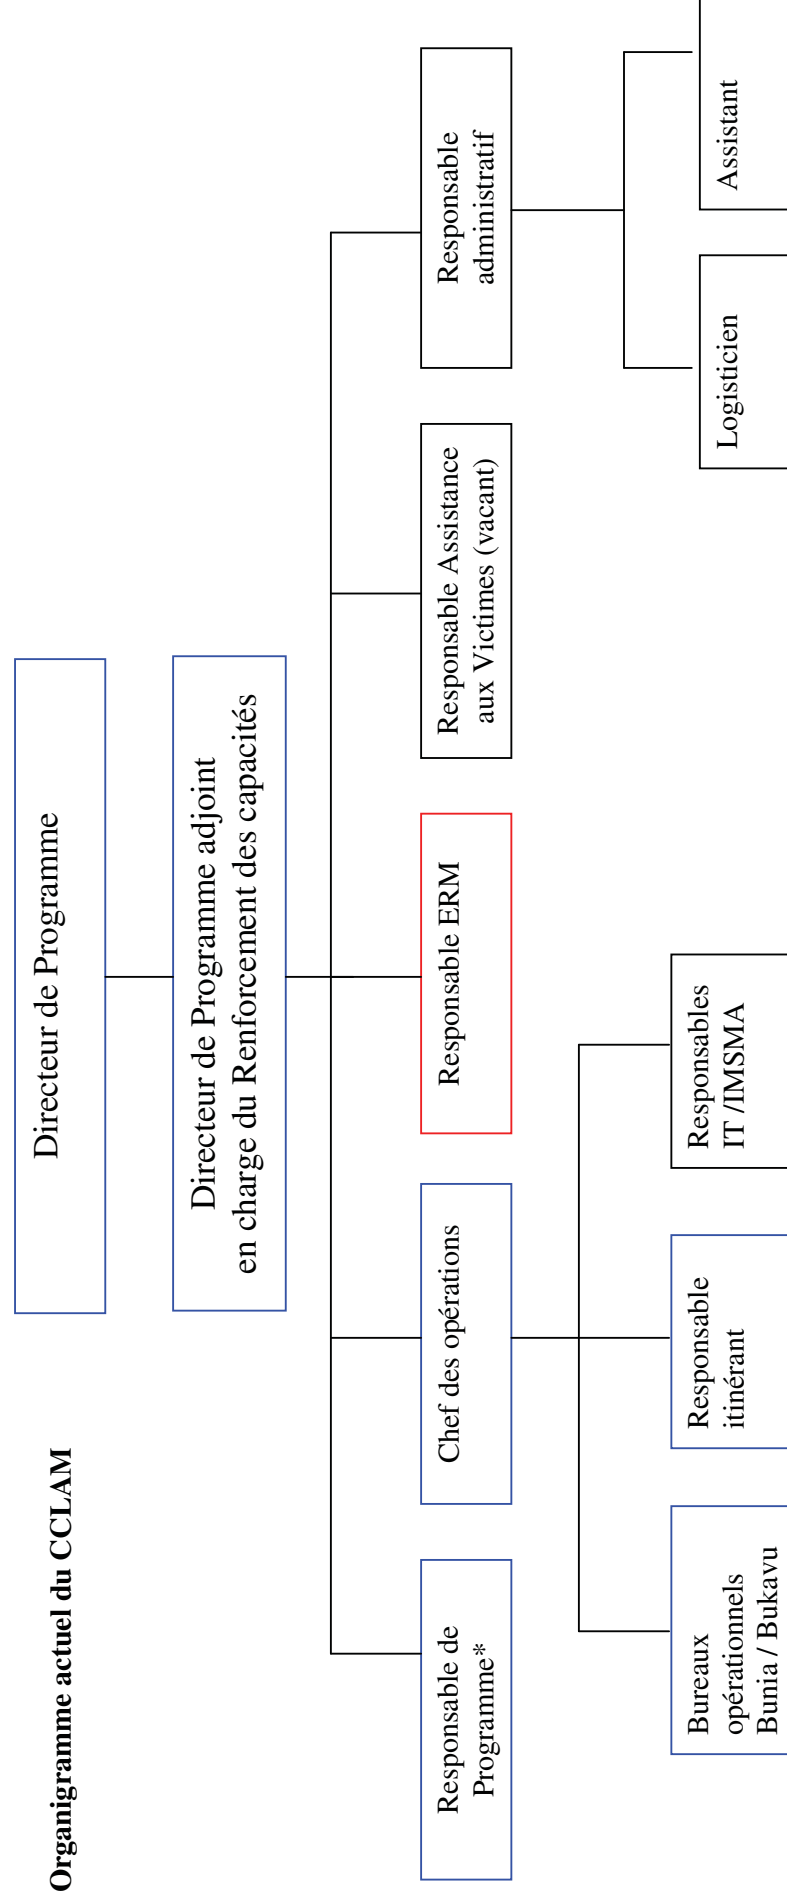 Organigramme actuel du CCLAM
Directeur de Programme
Directeur de Programme adjoint
en charge du Renforcement des capacités
Responsable de
Programme*
Chef des opérations
Responsable ERM
Responsable Assistance
aux Victimes (vacant)
Responsable
administratif
Bureaux
opérationnels
Bunia / Bukavu
Responsable
itinérant
Responsables
IT /IMSMA
Logisticien
Assistant